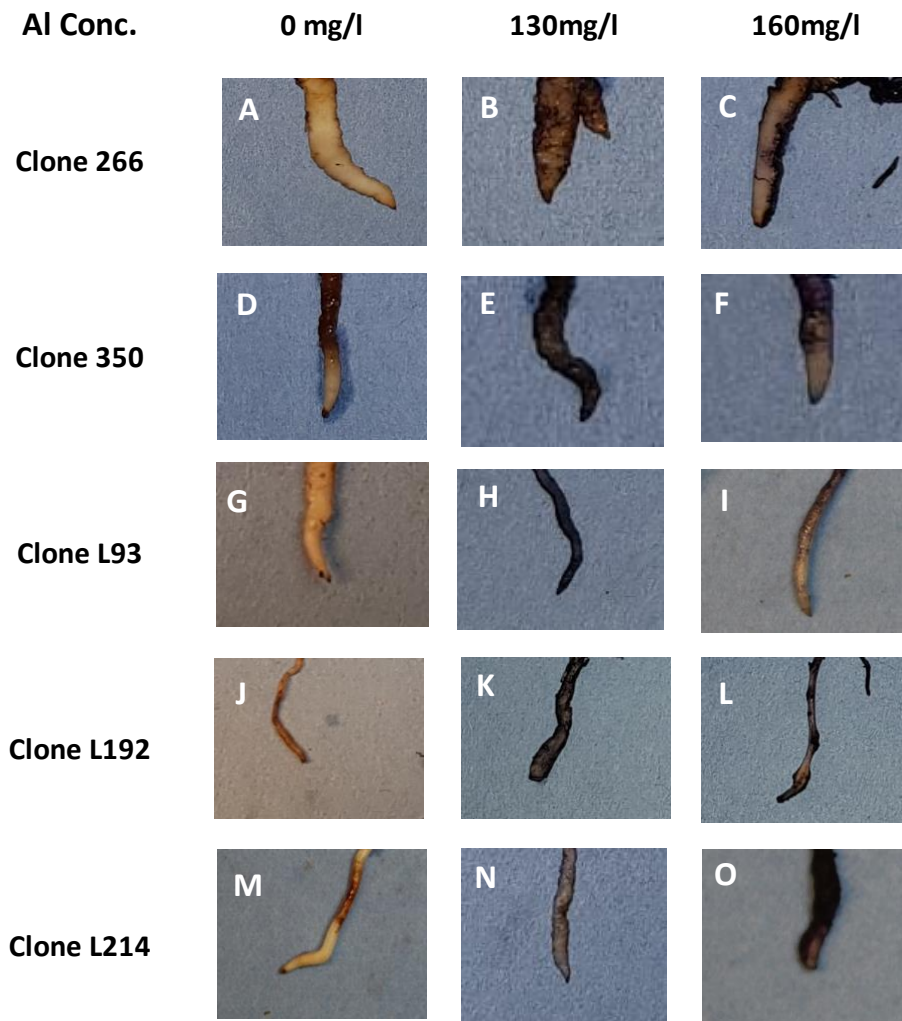 Al Conc. 0 mg/l 130mg/l 160mg/l
A B C
Clone 266
D E F
Clone 350
G H I
Clone L93
J K L
Clone L192
M N O
Clone L214